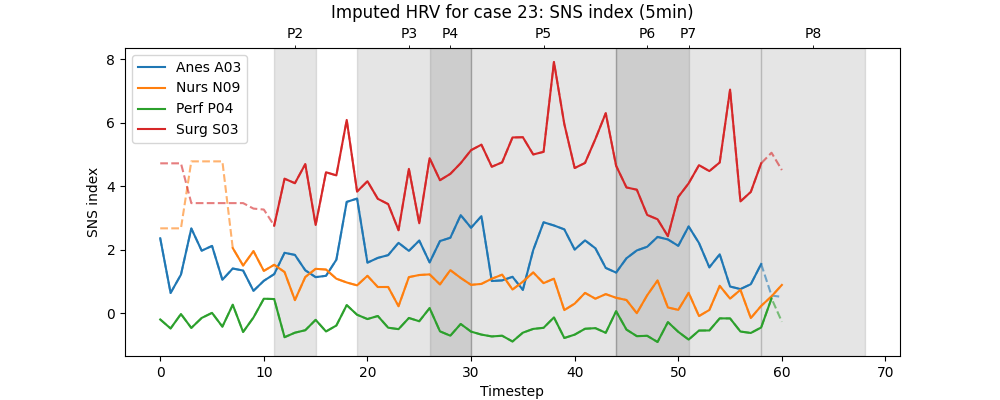 Imputed HRV for case 23: SNS index (5min)
P2 P3 P4 P5 P6 P7 P8
Anes A03
Nurs N09
Perf P04
Surg S03
SNS index
8
6
4
2
0
0 10 20 30 40 50 60 70
Timestep